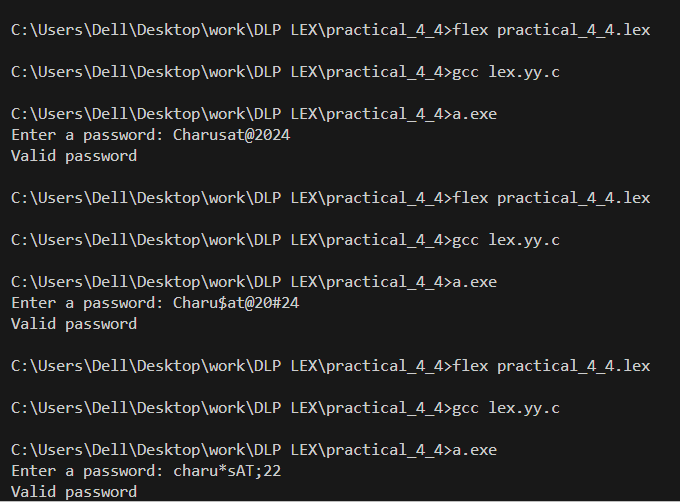 C:\Users\Dell\Desktop\work\DLP LEX\practical_4_4>flex practical_4_4.lex
C:\Users\Dell\Desktop\work\DLP LEX\practical_4_4>gcc lex.yy.c
C:\Users\Dell\Desktop\work\DLP LEX\practical_4_4>a.exe
Enter a password: Charusat@2024
Valid password
C:\Users\Dell\Desktop\work\DLP LEX\practical_4_4>flex practical_4_4.lex
C:\Users\Dell\Desktop\work\DLP LEX\practical_4_4>gcc lex.yy.c
C:\Users\Dell\Desktop\work\DLP LEX\practical_4_4>a.exe
Enter a password: Charu$at@20#24
Valid password
C:\Users\Dell\Desktop\work\DLP LEX\practical_4_4>flex practical_4_4.lex
C:\Users\Dell\Desktop\work\DLP LEX\practical_4_4>gcc lex.yy.c
C:\Users\Dell\Desktop\work\DLP LEX\practical_4_4>a.exe
Enter a password: charu*sAT;22
Valid password